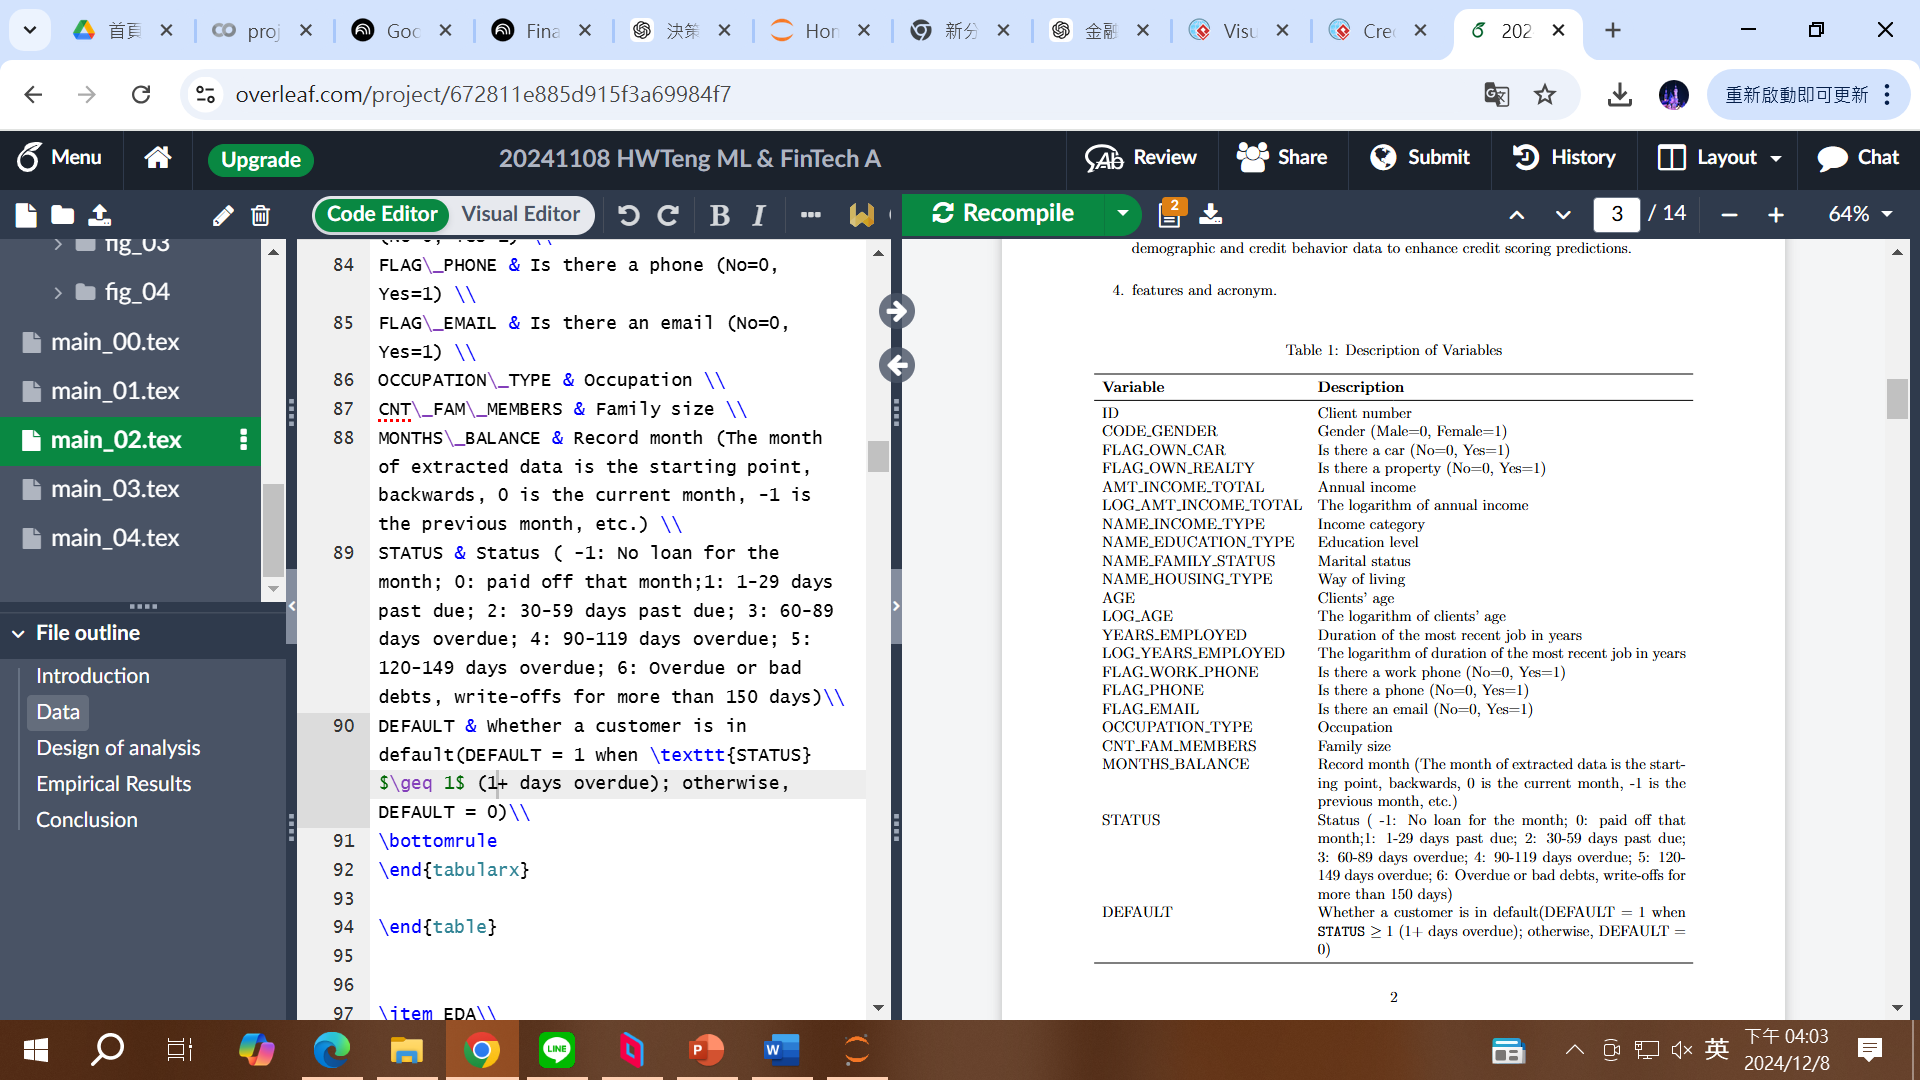 首頁
proj
Goo
Fina
決策
Hor
新分
金融
Visu
Cred
202
overleaf.com/project/672811e885d915f3a69984f7
重新啟動即可更新
Menu
Upgrade
20241108 HWTeng ML & FinTech A
Review
Share
Submit
History
Layout
Chat
Code Editor
Visual Editor
B I
Recompile
2
3 / 14
64%
fig_03
fig_04
main_00.tex
main_01.tex
main_02.tex
main_03.tex
main_04.tex
File outline
Introduction
Data
Design of analysis
Empirical Results
Conclusion
(No=0, Yes=1) \\
84 FLAG\_PHONE & Is there a phone (No=0,
Yes=1) \\
85 FLAG\_EMAIL & Is there an email (No=0,
Yes=1) \\
86 OCCUPATION\_TYPE & Occupation \\
87 CNT\_FAM\_MEMBERS & Family size \\
88 MONTHS\_BALANCE & Record month (The month
of extracted data is the starting point,
backwards, 0 is the current month, -1 is
the previous month, etc.) \\
89 STATUS & Status ( -1: No loan for the
month; 0: paid off that month;1: 1-29 days
past due; 2: 30-59 days past due; 3: 60-89
days overdue; 4: 90-119 days overdue; 5:
120-149 days overdue; 6: Overdue or bad
debts, write-offs for more than 150 days)\\
90 DEFAULT & Whether a customer is in
default(DEFAULT = 1 when \texttt{STATUS}
$\geq 1$ (1+ days overdue); otherwise,
DEFAULT = 0)\\
91 \bottomrule
92 \end{tabularx}
93
94 \end{table}
95
96
97 \item EDA\\
demographic and credit behavior data to enhance credit scoring predictions.
4. features and acronym.
Table 1: Description of Variables
Variable Description
ID Client number
CODE_GENDER Gender (Male=0, Female=1)
FLAG_OWN_CAR Is there a car (No=0, Yes=1)
FLAG_OWN_REALTY Is there a property (No=0, Yes=1)
AMT_INCOME_TOTAL Annual income
LOG_AMT_INCOME_TOTAL The logarithm of annual income
NAME_INCOME_TYPE Income category
NAME_EDUCATION_TYPE Education level
NAME_FAMILY_STATUS Marital status
NAME_HOUSING_TYPE Way of living
AGE Clients' age
LOG_AGE The logarithm of clients' age
YEARS_EMPLOYED Duration of the most recent job in years
LOG_YEARS_EMPLOYED The logarithm of duration of the most recent job in years
FLAG_WORK_PHONE Is there a work phone (No=0, Yes=1)
FLAG_PHONE Is there a phone (No=0, Yes=1)
FLAG_EMAIL Is there an email (No=0, Yes=1)
OCCUPATION_TYPE Occupation
CNT_FAM_MEMBERS Family size
MONTHS_BALANCE Record month (The month of extracted data is the start-
ing point, backwards, 0 is the current month, -1 is the
previous month, etc.)
STATUS Status ( -1: No loan for the month; 0: paid off that
month;1: 1-29 days past due; 2: 30-59 days past due;
3: 60-89 days overdue; 4: 90-119 days overdue; 5: 120-
149 days overdue; 6: Overdue or bad debts, write-offs for
more than 150 days)
DEFAULT Whether a customer is in default(DEFAULT = 1 when
STATUS ≥ 1 (1+ days overdue); otherwise, DEFAULT =
0)
2
LINE
英
下午 04:03
2024/12/8